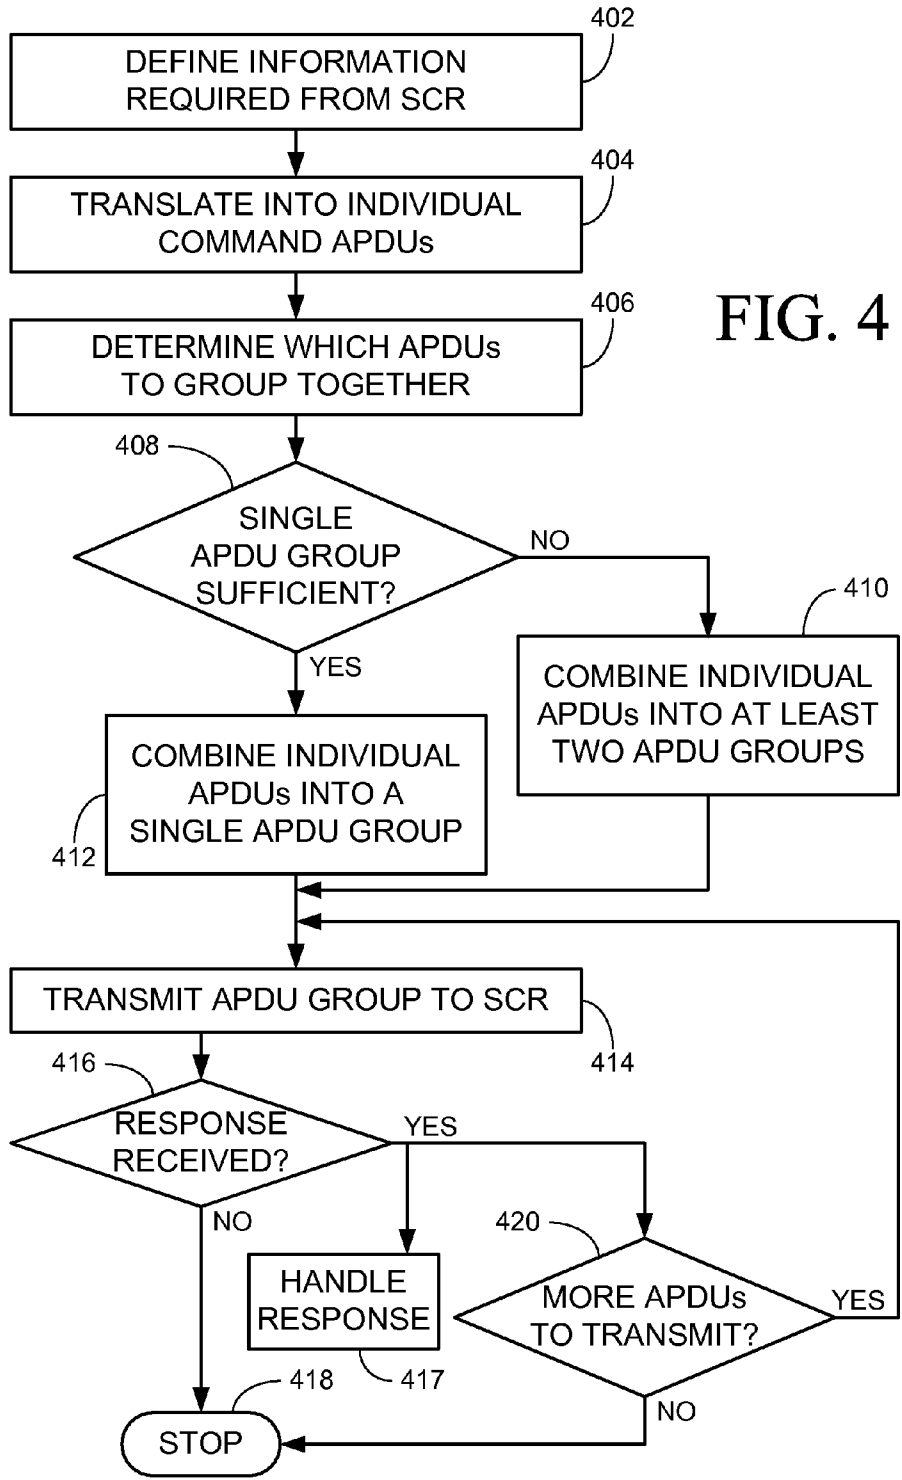 402
DEFINE INFORMATION
REQUIRED FROM SCR
404
TRANSLATE INTO INDIVIDUAL
COMMAND APDUs
406
DETERMINE WHICH APDUs
TO GROUP TOGETHER
FIG. 4
408
SINGLE
APDU GROUP
SUFFICIENT?
NO
YES
410
COMBINE INDIVIDUAL
APDUs INTO AT LEAST
TWO APDU GROUPS
COMBINE INDIVIDUAL
APDUs INTO A
SINGLE APDU GROUP
412
TRANSMIT APDU GROUP TO SCR
414
416
RESPONSE
RECEIVED?
YES
NO
HANDLE
RESPONSE
417
420
MORE APDUs
TO TRANSMIT?
YES
NO
418
STOP